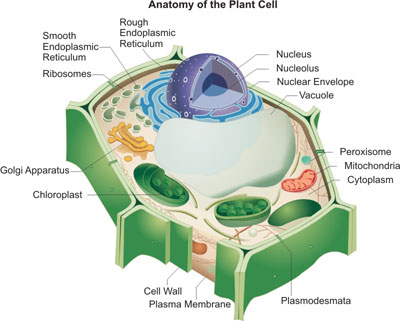 Anatomy of the Plant Cell
Rough
Endoplasmic
Reticulum
Smooth
Endoplasmic
Reticulum
Ribosomes
Nucleus
Nucleolus
Nuclear Envelope
Vacuole
Golgi Apparatus
Chloroplast
Peroxisome
Mitochondria
Cytoplasm
Cell Wall
Plasma Membrane
Plasmodesmata